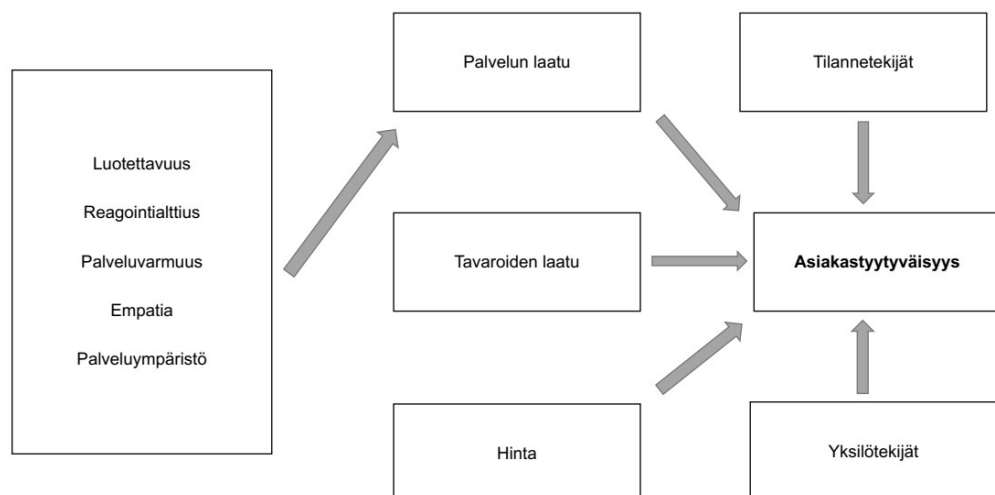 Luotettavuus
Reagointialttius
Palveluvarmuus
Empatia
Palveluympäristö
Palvelun laatu
Tavaroiden laatu
Hinta
Tilannetekijät
Asiakastyytyväisyys
Yksilötekijät